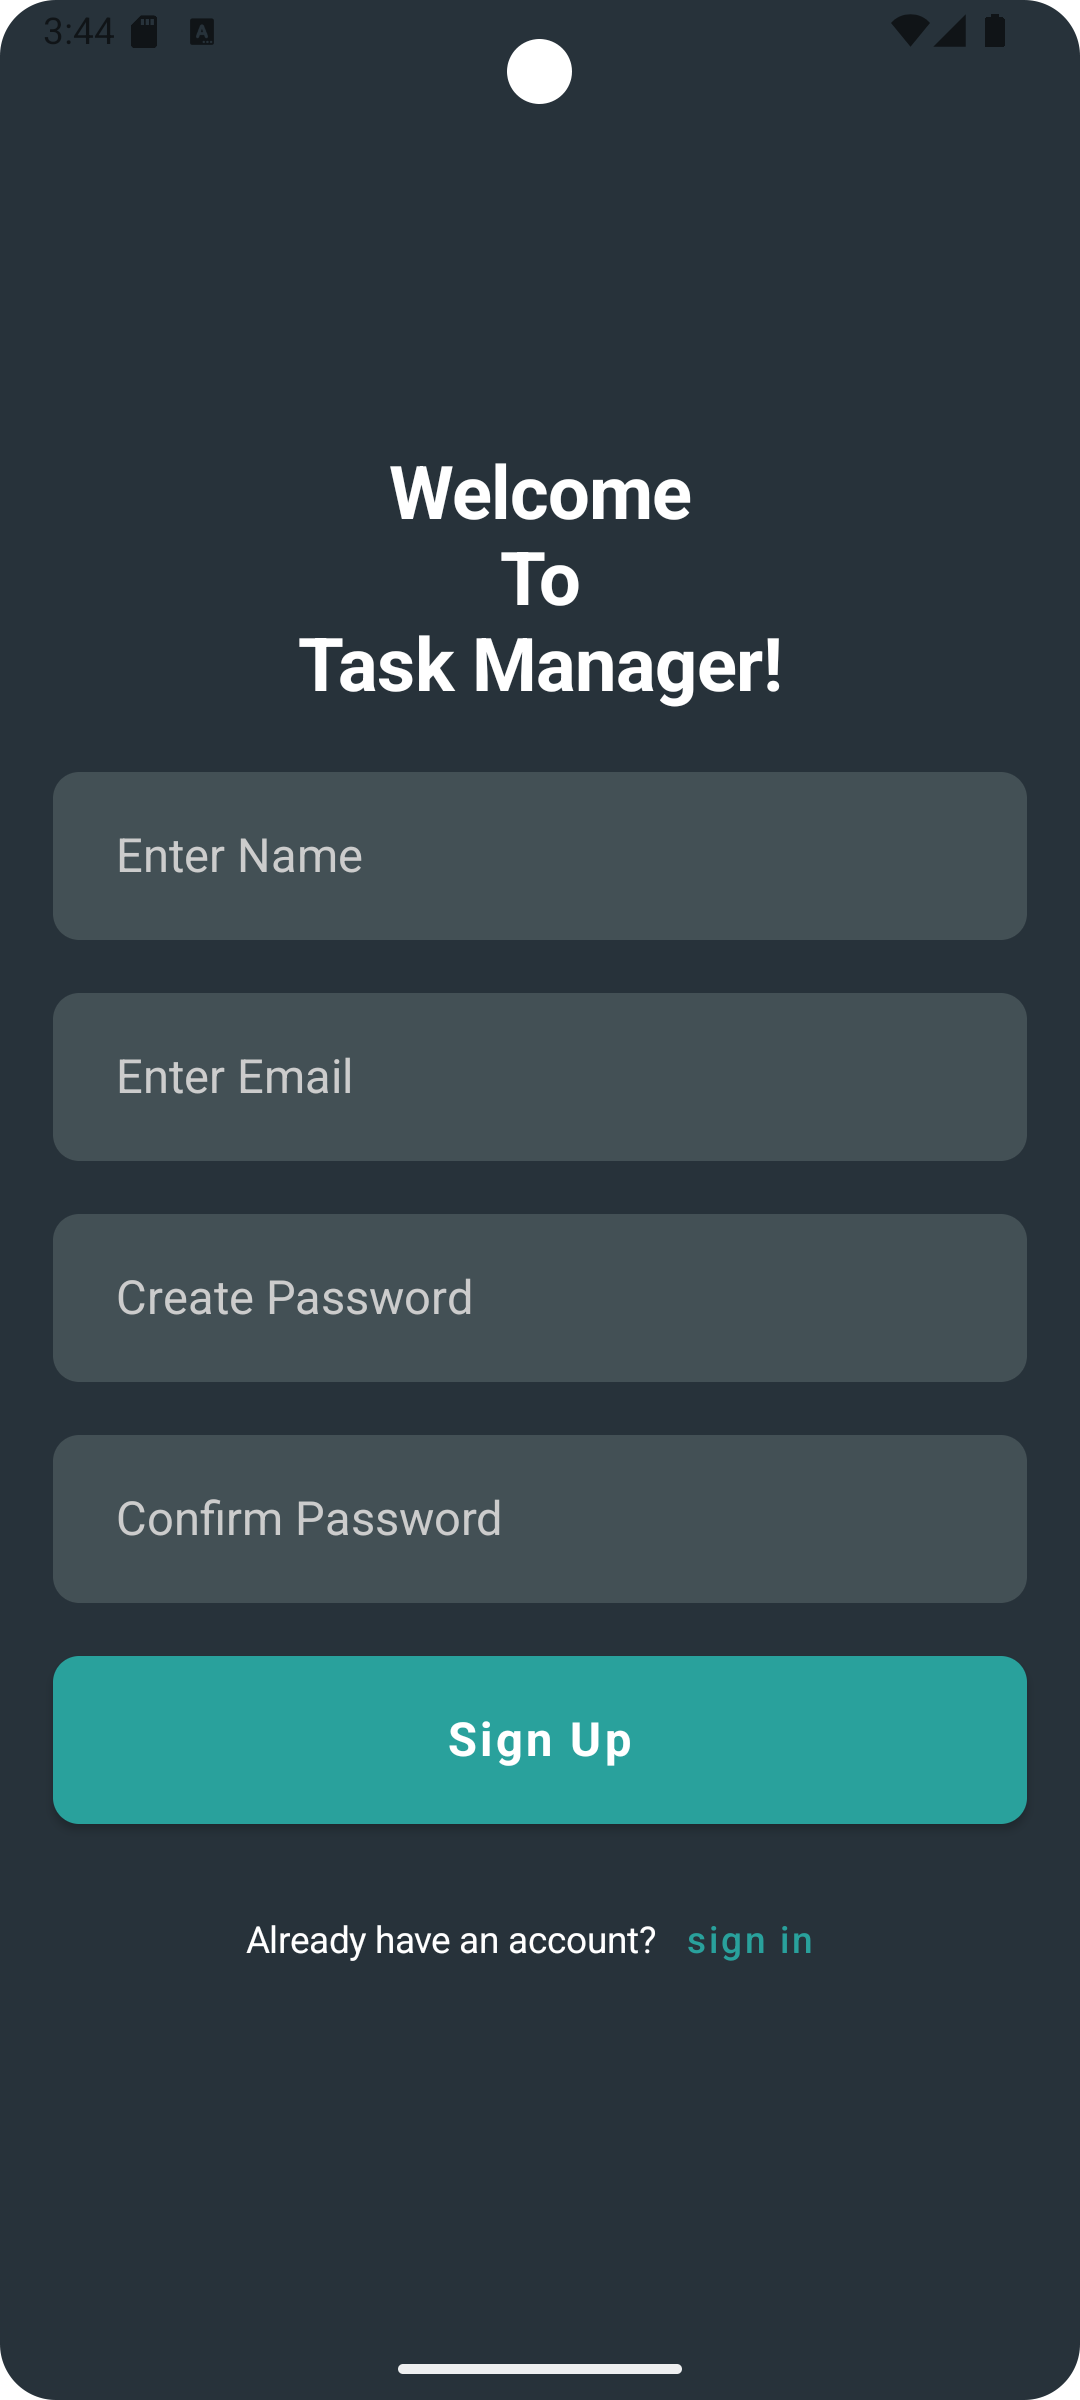 3:44
Welcome
To
Task Manager!
Enter Name
Enter Email
Create Password
Confirm Password
Sign Up
Already have an account? sign in